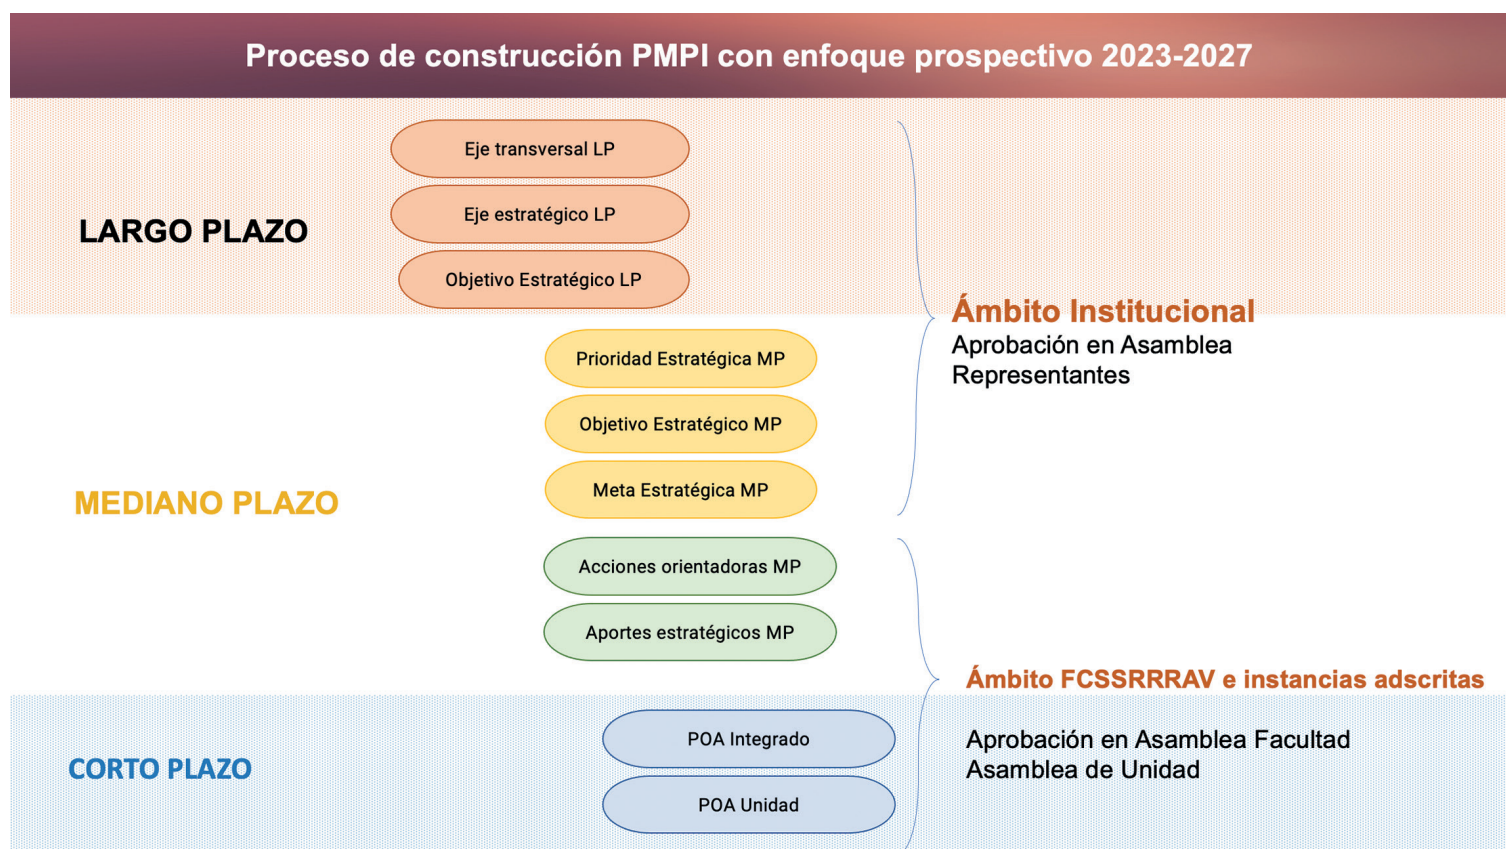 Proceso de construcción PMPI con enfoque prospectivo 2023-2027
LARGO PLAZO
Eje transversal LP
Eje estratégico LP
Objetivo Estratégico LP
Ámbito Institucional
Aprobación en Asamblea
Representantes
MEDIANO PLAZO
Prioridad Estratégica MP
Objetivo Estratégico MP
Meta Estratégica MP
Acciones orientadoras MP
Aportes estratégicos MP
Ámbito FCSSRRRAV e instancias adscritas
Aprobación en Asamblea Facultad
Asamblea de Unidad
CORTO PLAZO
POA Integrado
POA Unidad